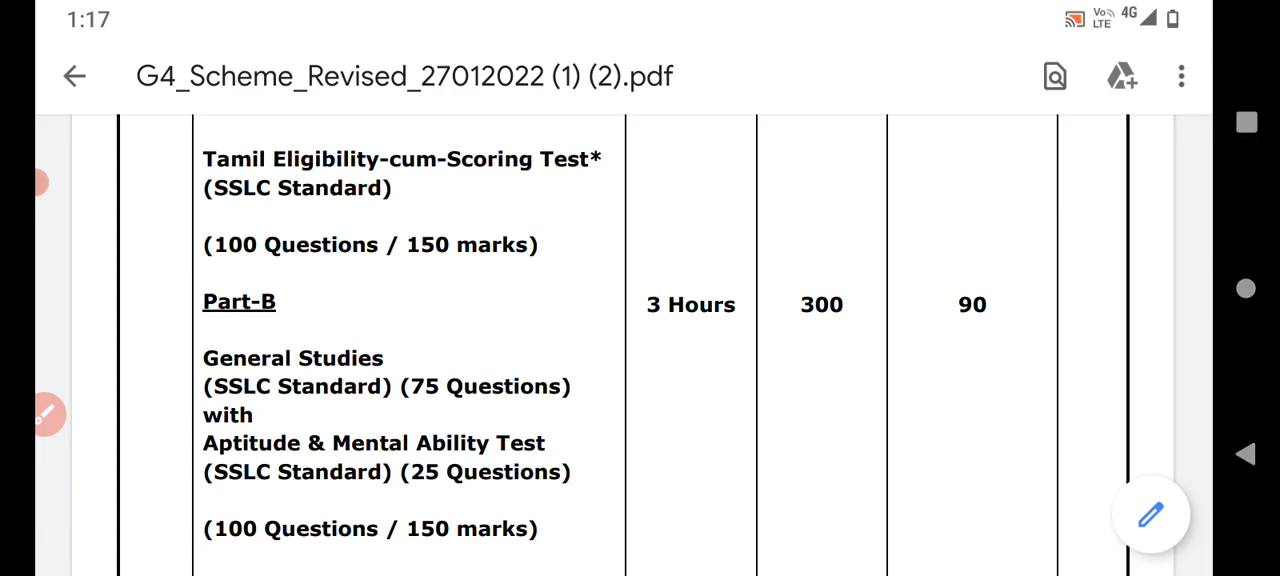 1:17
Vo LTE 4G
G4_Scheme_Revised_27012022 (1) (2).pdf
Tamil Eligibility-cum-Scoring Test*
(SSLC Standard)
(100 Questions / 150 marks)
Part-B
3 Hours 300 90
General Studies
(SSLC Standard) (75 Questions)
with
Aptitude & Mental Ability Test
(SSLC Standard) (25 Questions)
(100 Questions / 150 marks)